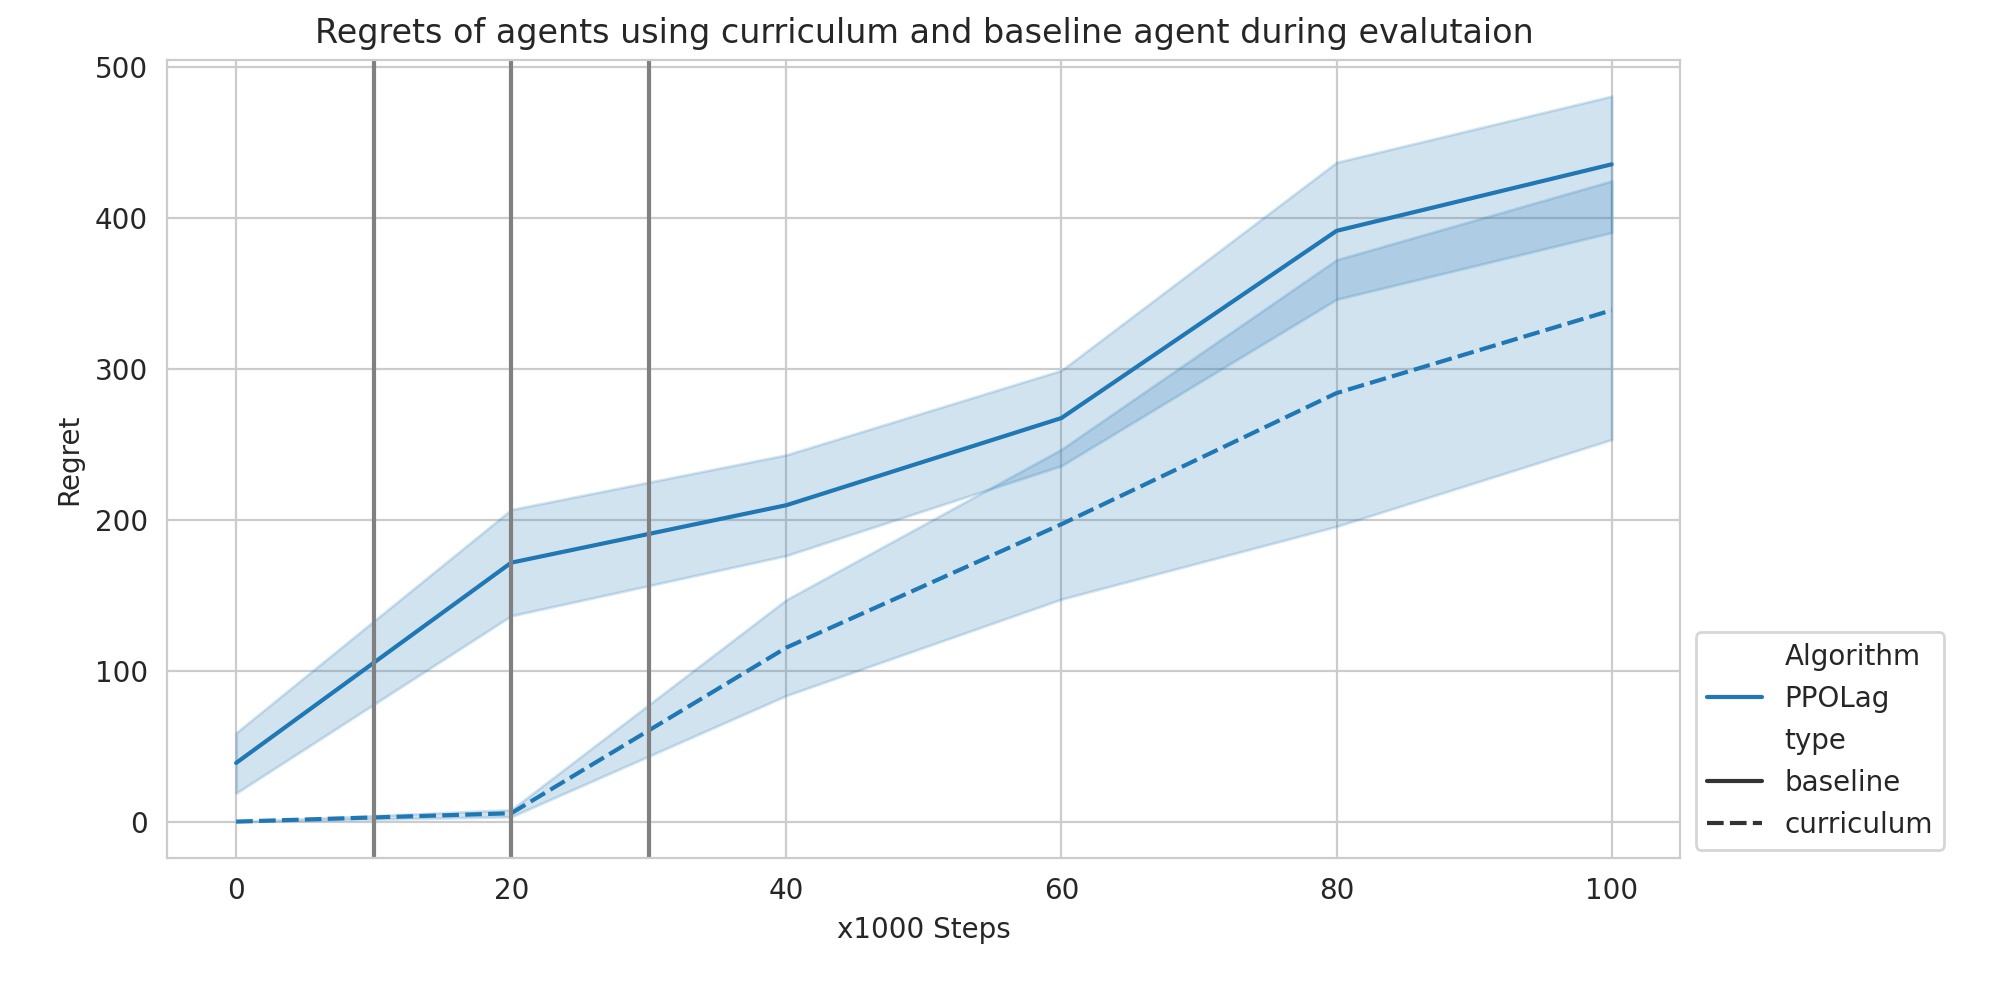 Regrets of agents using curriculum and baseline agent during evalutaion
500
400
300
200
100
0
Regret
0 20 40 60 80 100
x1000 Steps
Algorithm
PPOLag
type
baseline
curriculum